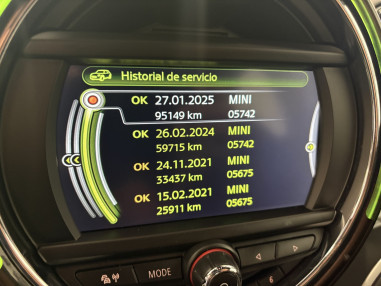 Historial de servicio
OK 27.01.2025 MINI
95149 km 05742
OK 26.02.2024 MINI
59715 km 05742
OK 24.11.2021 MINI
33437 km 05675
OK 15.02.2021 MINI
25911 km 05675
MODE
6